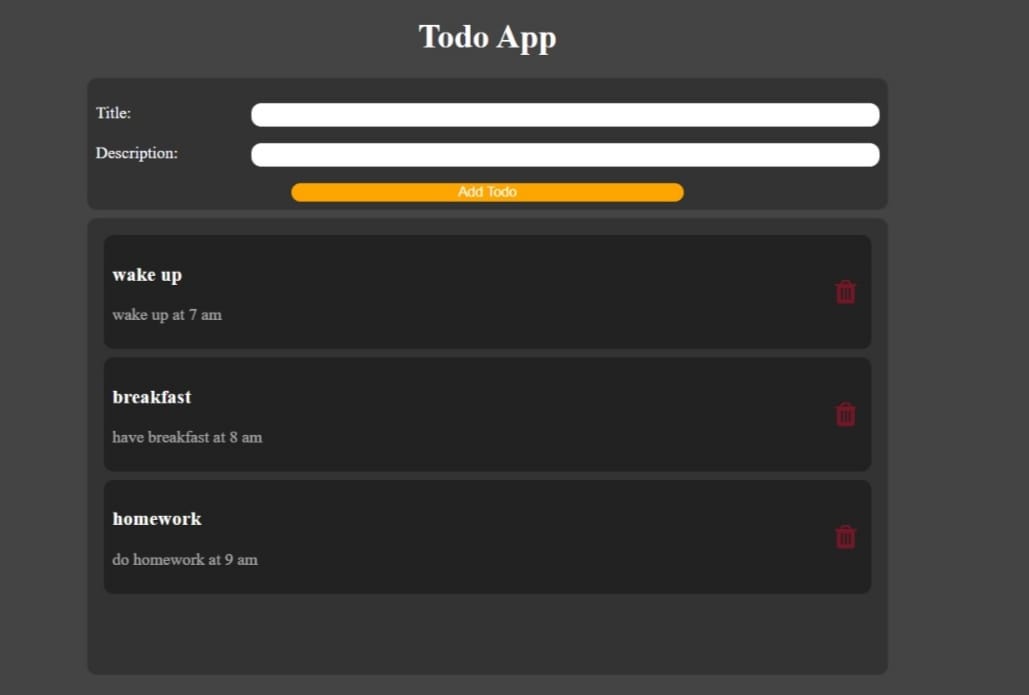 Todo App
Title:
Description:
Add Todo
wake up
wake up at 7 am
breakfast
have breakfast at 8 am
homework
do homework at 9 am